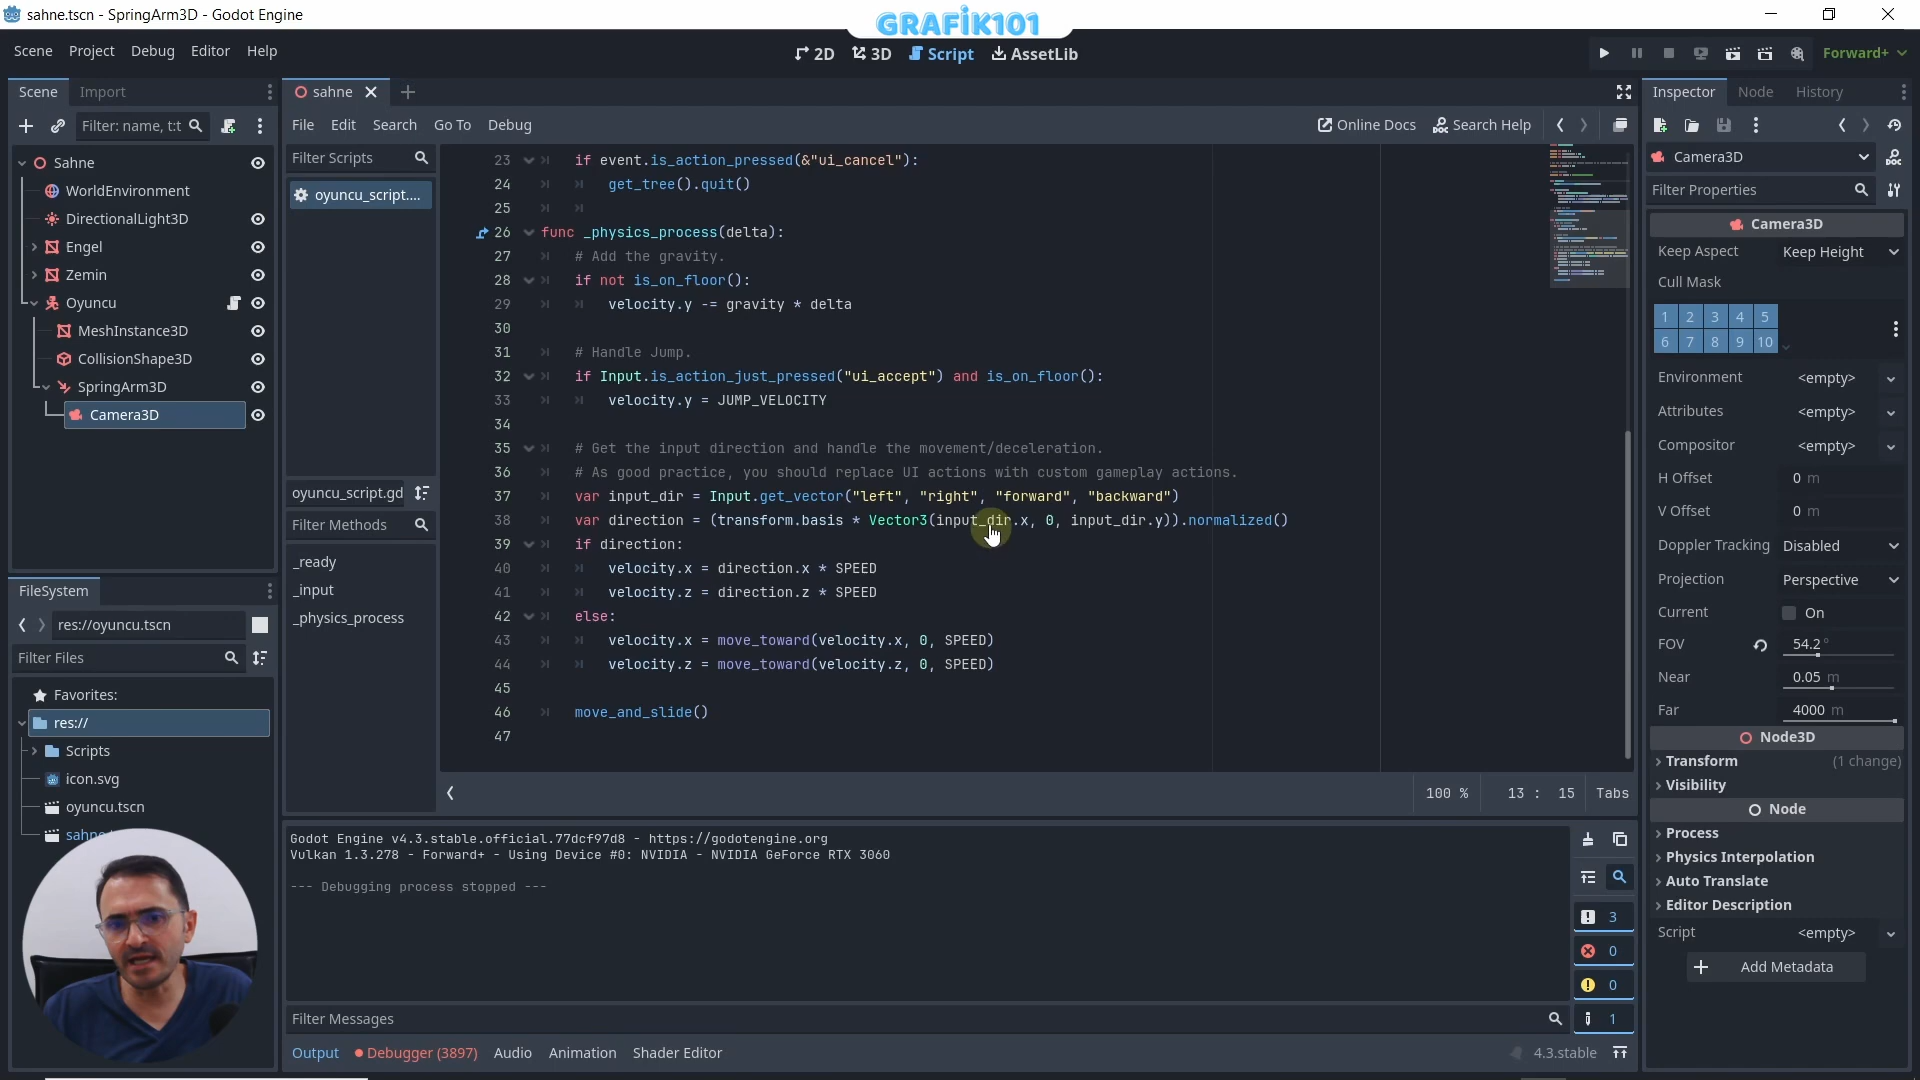 sahne.tscn - SpringArm3D - Godot Engine
GRAFİK101
Scene Project Debug Editor Help
2D 3D Script AssetLib
Forward+
Scene Import
sahne
Inspector Node History
Filter: name, t:t
File Edit Search Go To Debug
Online Docs Search Help
Sahne
WorldEnvironment
DirectionalLight3D
Engel
Zemin
Oyuncu
MeshInstance3D
CollisionShape3D
SpringArm3D
Camera3D
FileSystem
res://oyuncu.tscn
Filter Files
Favorites:
res://
Scripts
icon.svg
oyuncu.tscn
Filter Scripts
oyuncu_script....
oyuncu_script.gd
Filter Methods
_ready
_input
_physics_process
23 if event.is_action_pressed(&"ui_cancel"):
24 get_tree().quit()
25
26 func _physics_process(delta):
27 # Add the gravity.
28 if not is_on_floor():
29 velocity.y -= gravity * delta
30
31 # Handle Jump.
32 if Input.is_action_just_pressed("ui_accept") and is_on_floor():
33 velocity.y = JUMP_VELOCITY
34
35 # Get the input direction and handle the movement/deceleration.
36 # As good practice, you should replace UI actions with custom gameplay actions.
37 var input_dir = Input.get_vector("left", "right", "forward", "backward")
38 var direction = (transform.basis * Vector3(input_dir.x, 0, input_dir.y)).normalized()
39 if direction:
40 velocity.x = direction.x * SPEED
41 velocity.z = direction.z * SPEED
42 else:
43 velocity.x = move_toward(velocity.x, 0, SPEED)
44 velocity.z = move_toward(velocity.z, 0, SPEED)
45
46 move_and_slide()
47
100 % 13 : 15 Tabs
Godot Engine v4.3.stable.official.77dcf97d8 - https://godotengine.org
Vulkan 1.3.278 - Forward+ - Using Device #0: NVIDIA - NVIDIA GeForce RTX 3060
--- Debugging process stopped ---
3
0
0
1
Filter Messages
Output Debugger (3897) Audio Animation Shader Editor
4.3.stable
Camera3D
Filter Properties
Camera3D
Keep Aspect Keep Height
Cull Mask
1 2 3 4 5
6 7 8 9 10
Environment <empty>
Attributes <empty>
Compositor <empty>
H Offset 0 m
V Offset 0 m
Doppler Tracking Disabled
Projection Perspective
Current On
FOV 54.2 °
Near 0.05 m
Far 4000 m
Node3D
Transform (1 change)
Visibility
Node
Process
Physics Interpolation
Auto Translate
Editor Description
Script <empty>
Add Metadata